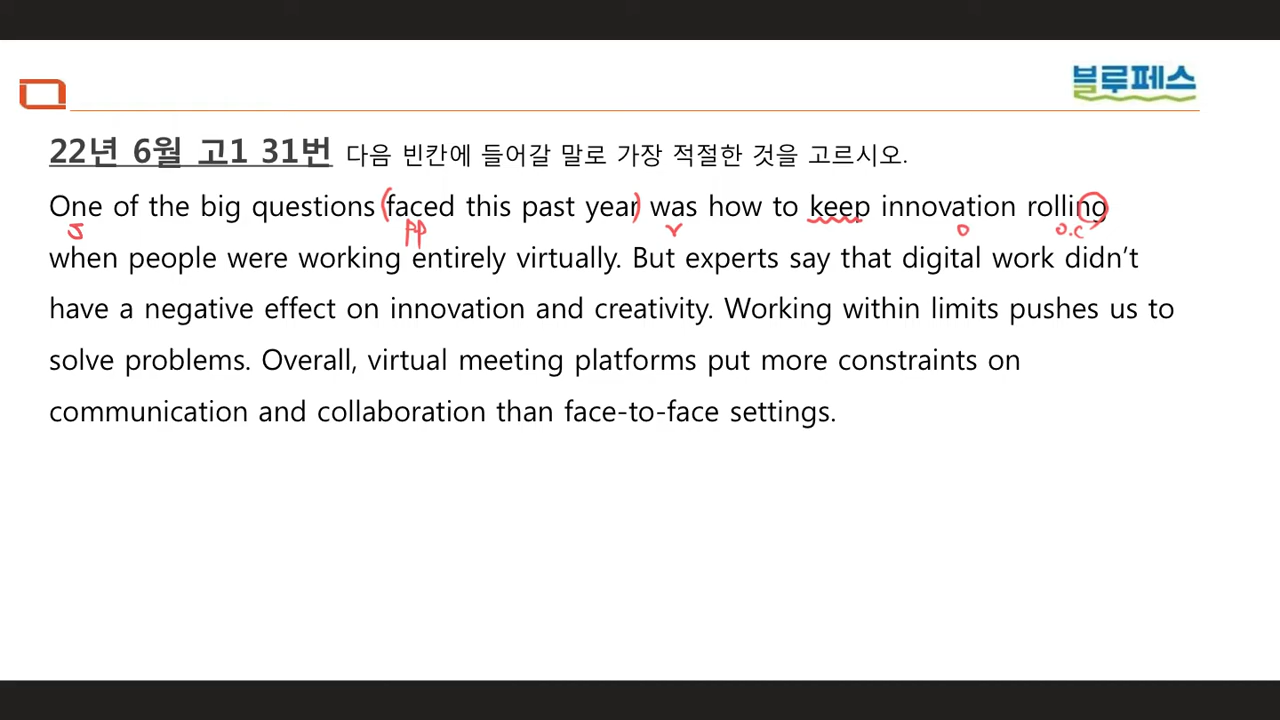 블루페스
22년 6월 고1 31번 다음 빈칸에 들어갈 말로 가장 적절한 것을 고르시오.
One of the big questions (faced this past year) was how to keep innovation rolling
S PP V O O.C
when people were working entirely virtually. But experts say that digital work didn’t
have a negative effect on innovation and creativity. Working within limits pushes us to
solve problems. Overall, virtual meeting platforms put more constraints on
communication and collaboration than face-to-face settings.